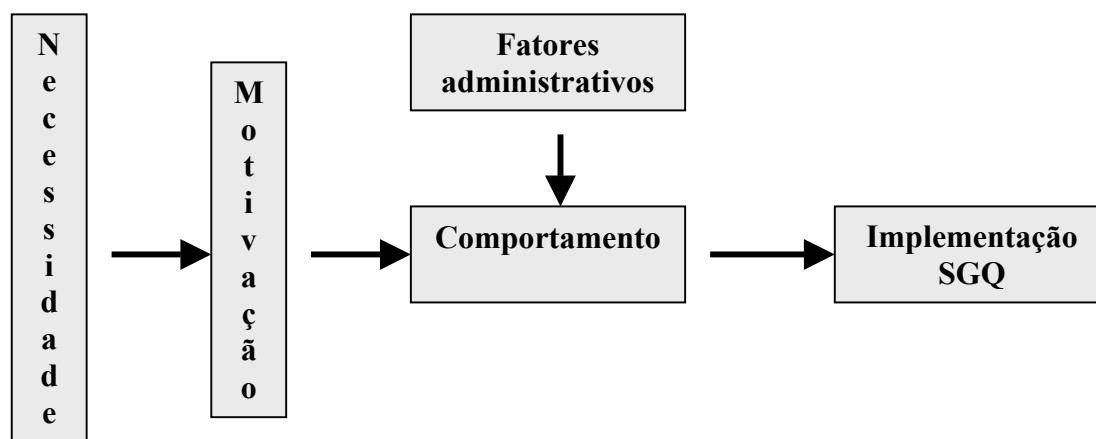 Necessidade
Motivação
Fatores
administrativos
Comportamento
Implementação
SGQ